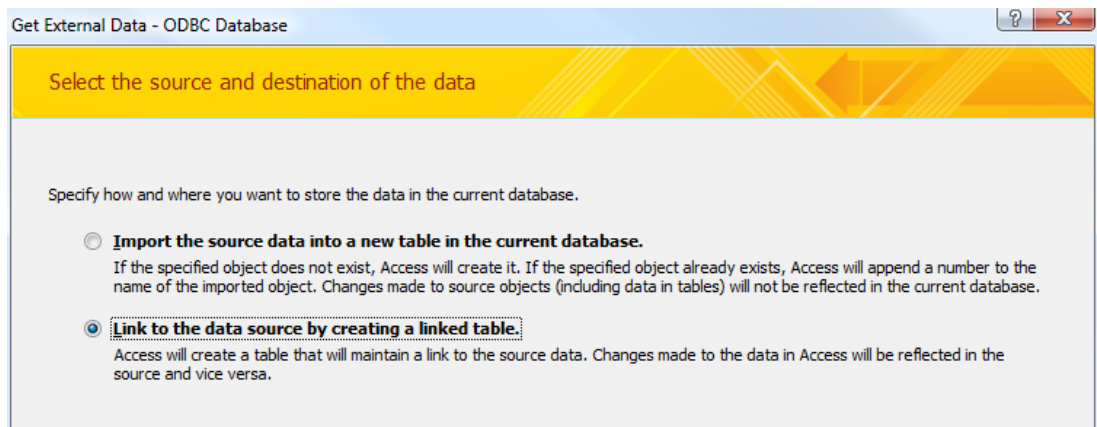 Get External Data - ODBC Database
Select the source and destination of the data
Specify how and where you want to store the data in the current database.
Import the source data into a new table in the current database.
If the specified object does not exist, Access will create it. If the specified object already exists, Access will append a number to the
name of the imported object. Changes made to source objects (including data in tables) will not be reflected in the current database.
Link to the data source by creating a linked table.
Access will create a table that will maintain a link to the source data. Changes made to the data in Access will be reflected in the
source and vice versa.